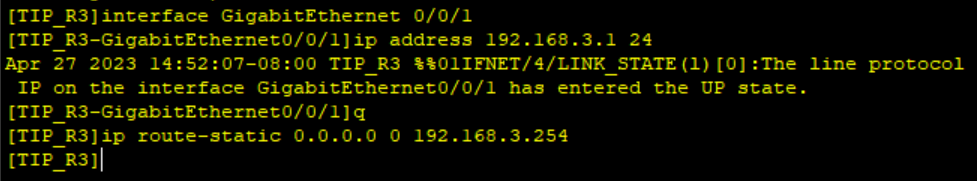 [TIP_R3]interface GigabitEthernet 0/0/1
[TIP_R3-GigabitEthernet0/0/1]ip address 192.168.3.1 24
Apr 27 2023 14:52:07-08:00 TIP_R3 %%01IFNET/4/LINK_STATE(l)[0]:The line protocol
 IP on the interface GigabitEthernet0/0/1 has entered the UP state.
[TIP_R3-GigabitEthernet0/0/1]q
[TIP_R3]ip route-static 0.0.0.0 0 192.168.3.254
[TIP_R3]